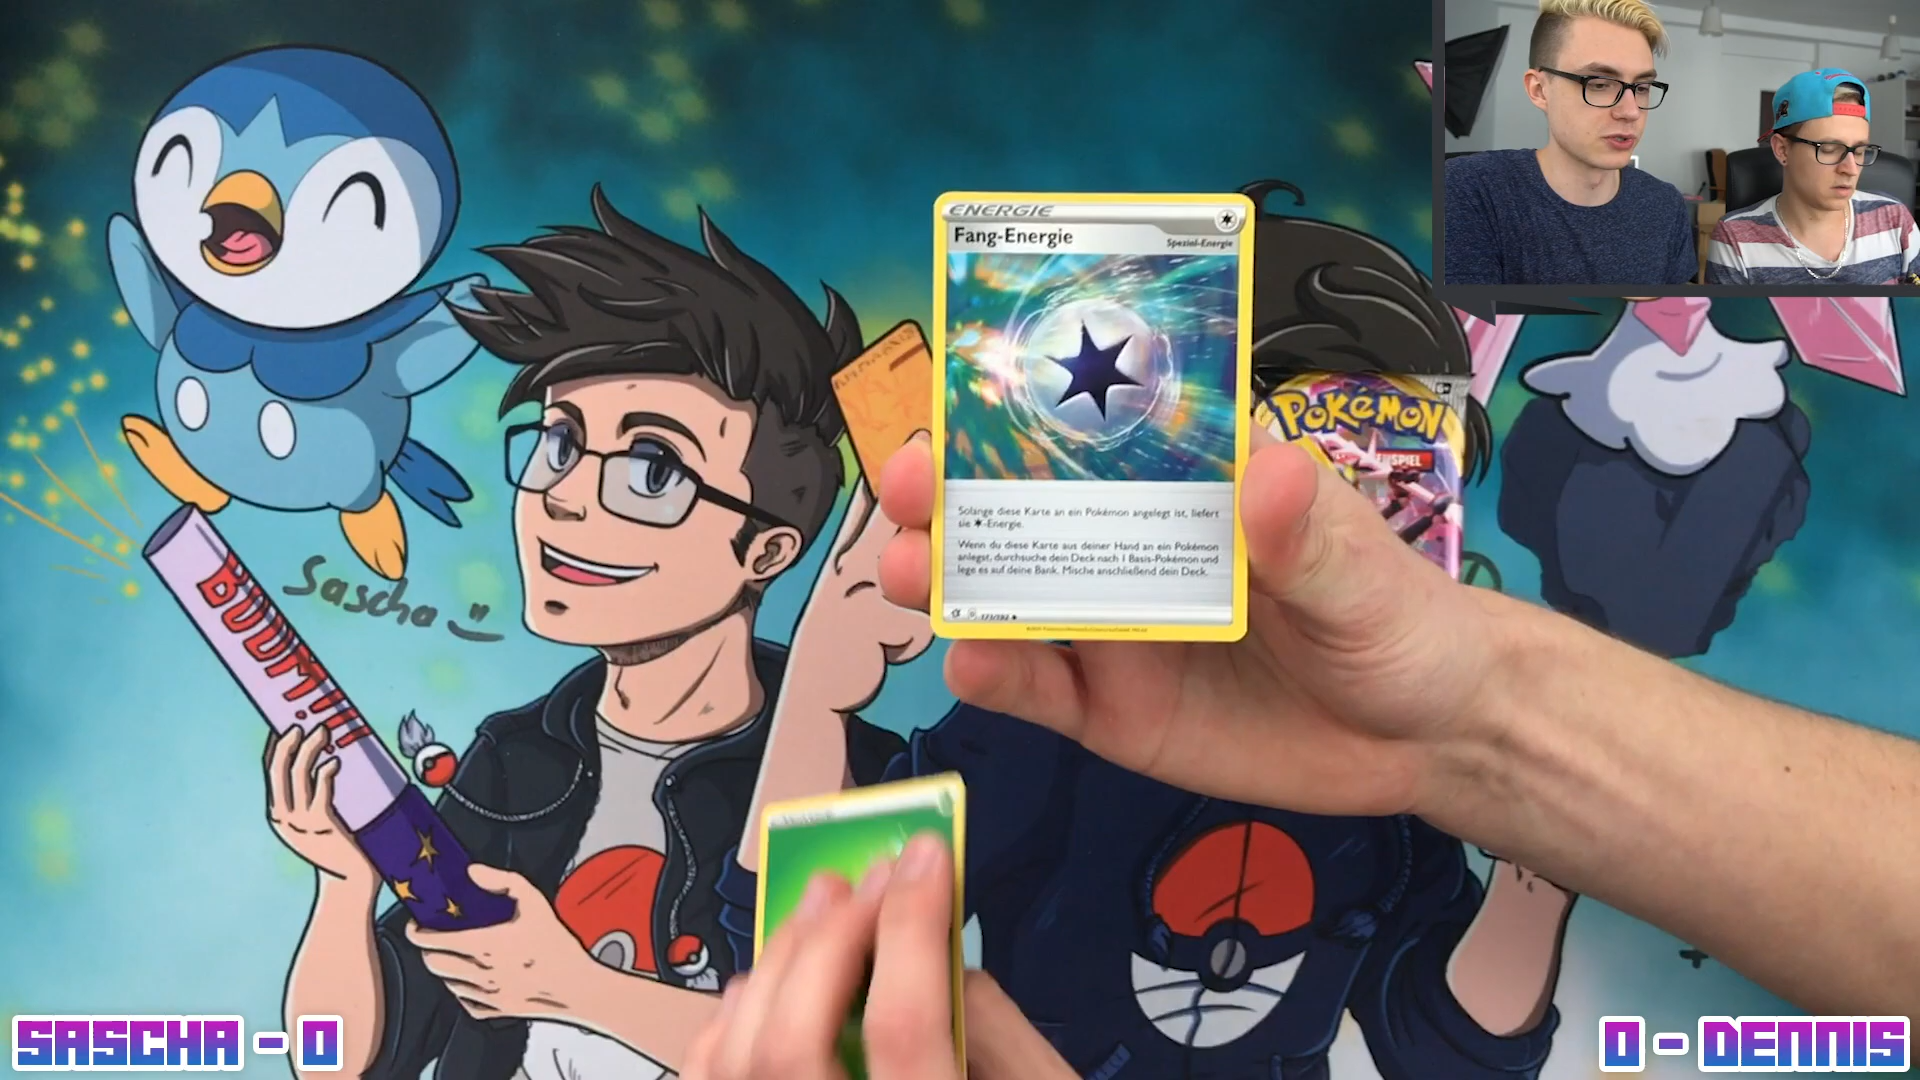 ENERGIE
Fang-Energie
Spezial-Energie
Solange diese Karte an ein Pokémon angelegt ist, liefert
sie ✶-Energie.
Wenn du diese Karte aus deiner Hand an ein Pokémon
anlegst, durchsuche dein Deck nach 1 Basis-Pokémon und
lege es auf deine Bank. Mische anschließend dein Deck.
171/192
POKéMON
BUUM!!!
Sascha
SASCHA - 0
0 - DENNIS